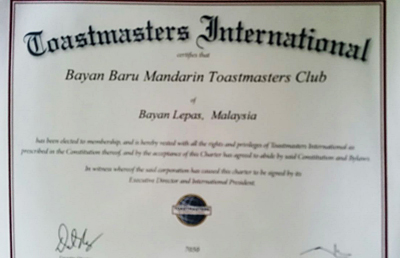 Toastmasters International
certifies that
Bayan Baru Mandarin Toastmasters Club
of
Bayan Lepas, Malaysia
has been elected to membership, and is hereby vested with all the rights and privileges of Toastmasters International as
prescribed in the Constitution thereof, and by the acceptance of this Charter has agreed to abide by said Constitution and Bylaws
In witness whereof the said corporation has caused this charter to be signed by its
Executive Director and International President.
TOASTMASTERS